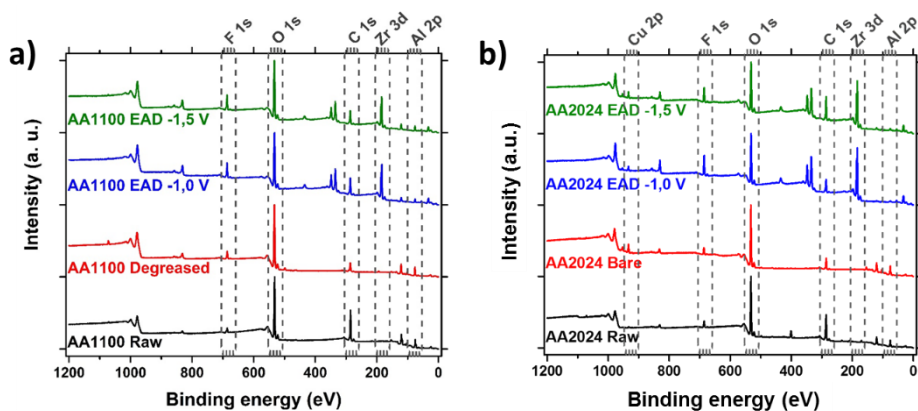 a)
F 1s
O 1s
C 1s
Zr 3d
Al 2p
Intensity (a. u.)
AA1100 EAD -1,5 V
AA1100 EAD -1,0 V
AA1100 Degreased
AA1100 Raw
1200 1000 800 600 400 200 0
Binding energy (eV)
b)
Cu 2p
F 1s
O 1s
C 1s
Zr 3d
Al 2p
Intensity (a.u.)
AA2024 EAD -1,5 V
AA2024 EAD -1,0 V
AA2024 Bare
AA2024 Raw
1200 1000 800 600 400 200 0
Binding energy (eV)